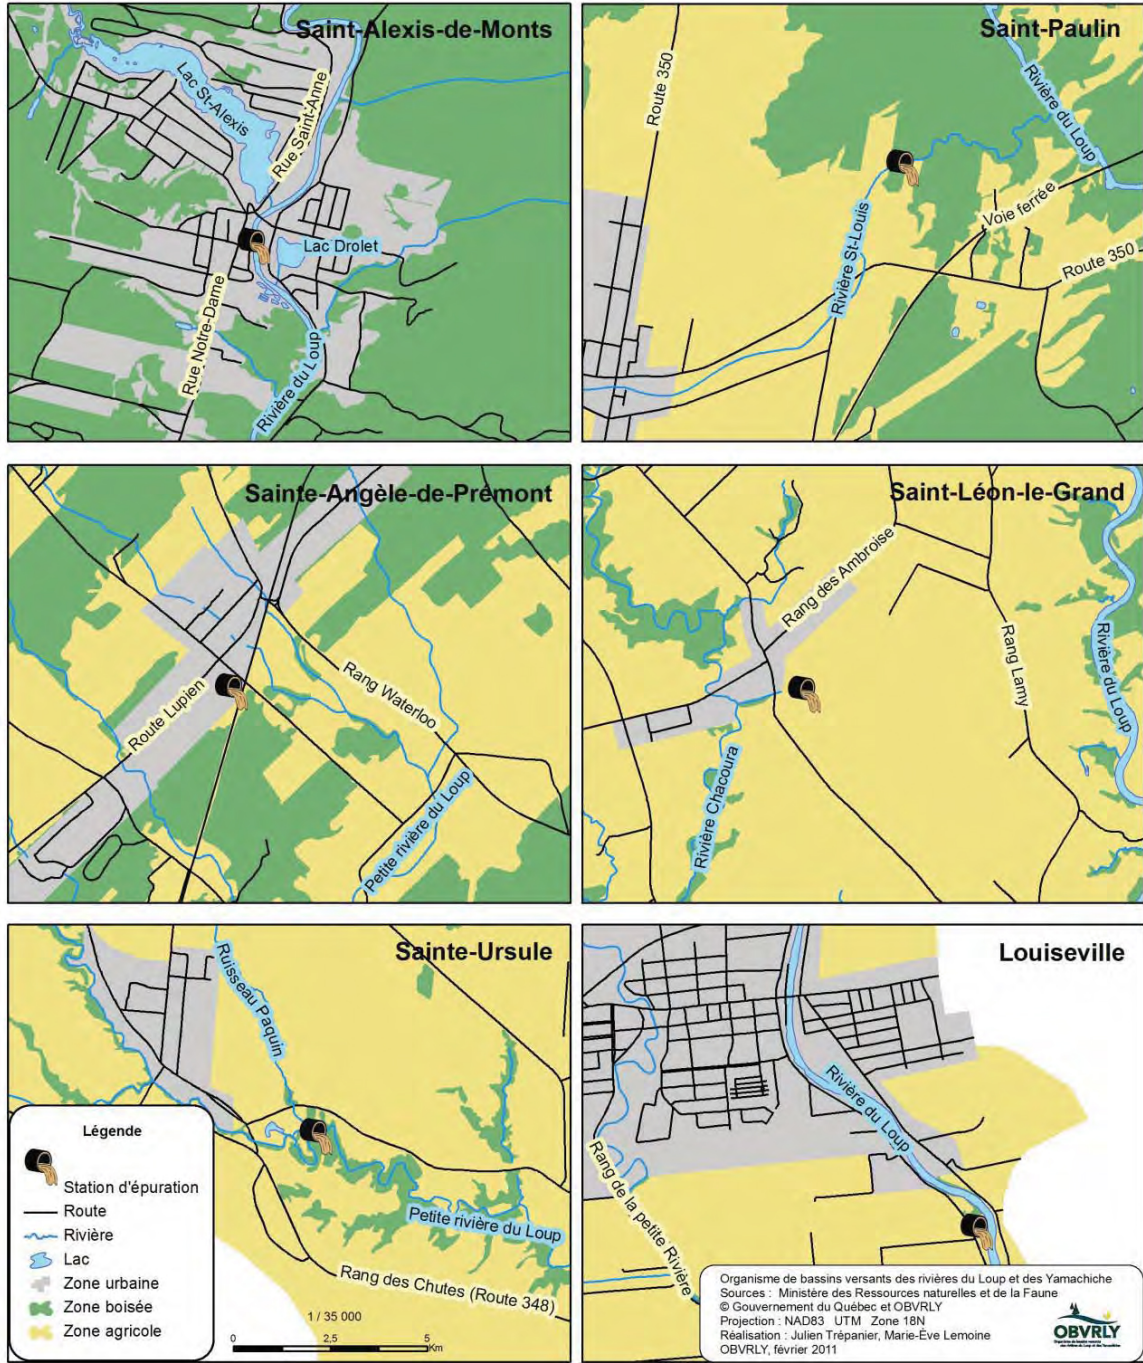 Saint-Alexis-de-Monts
Lac St-Alexis
Rue Saint-Anne
Lac Drolet
Rue Notre-Dame
Rivière du Loup
Saint-Paulin
Route 350
Rivière du Loup
Voie ferrée
Rivière St-Louis
Route 350
Sainte-Angèle-de-Prémont
Route Lupien
Rang Waterloo
Petite rivière du Loup
Saint-Léon-le-Grand
Rang des Ambroise
Rang Lamy
Rivière du Loup
Rivière Chacoura
Sainte-Ursule
Ruisseau Paquin
Petite rivière du Loup
Rang des Chutes (Route 348)
Légende
Station d'épuration
Route
Rivière
Lac
Zone urbaine
Zone boisée
Zone agricole
1 / 35 000
0 2,5 5
Km
Louiseville
Rivière du Loup
Rang de la petite Rivière
Organisme de bassins versants des rivières du Loup et des Yamachiche
Sources : Ministère des Ressources naturelles et de la Faune
© Gouvernement du Québec et OBVRLY
Projection : NAD83 UTM Zone 18N
Réalisation : Julien Trépanier, Marie-Ève Lemoine
OBVRLY, février 2011
OBVRLY